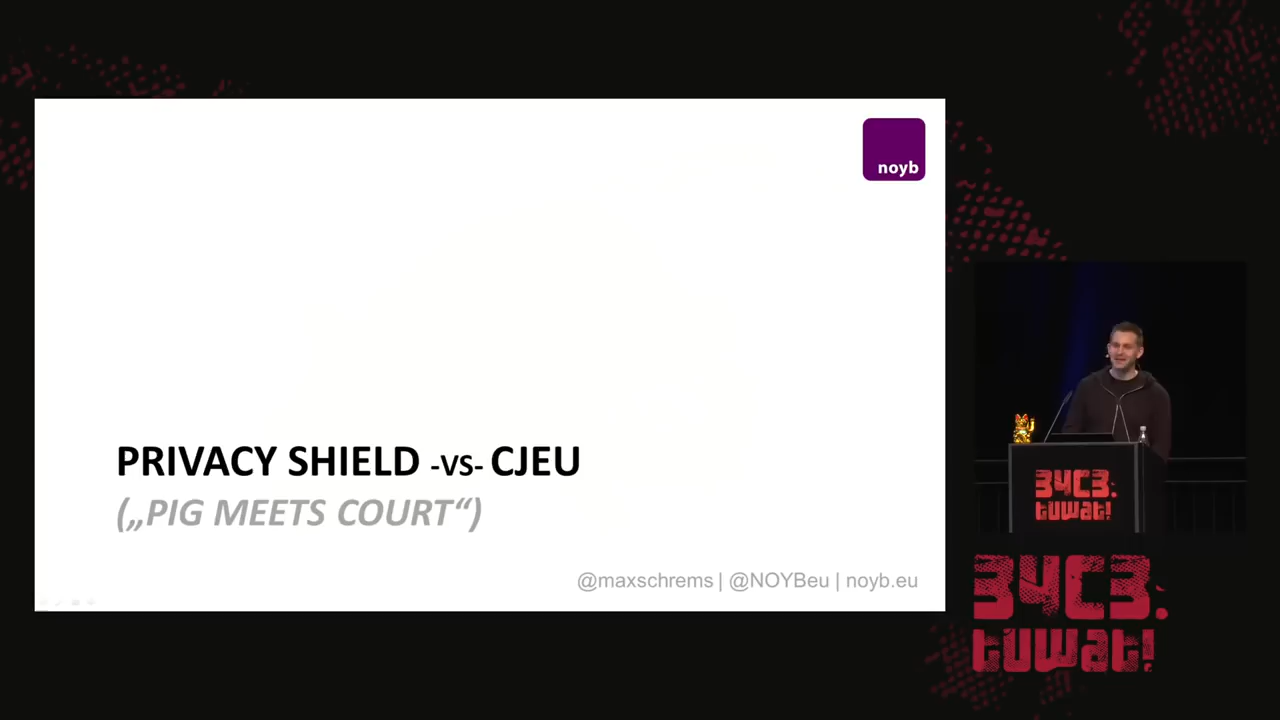 noyb
PRIVACY SHIELD -VS- CJEU
(„PIG MEETS COURT“)
@maxschrems | @NOYBeu | noyb.eu
34C3.
tuwat!
34C3.
tuwat!